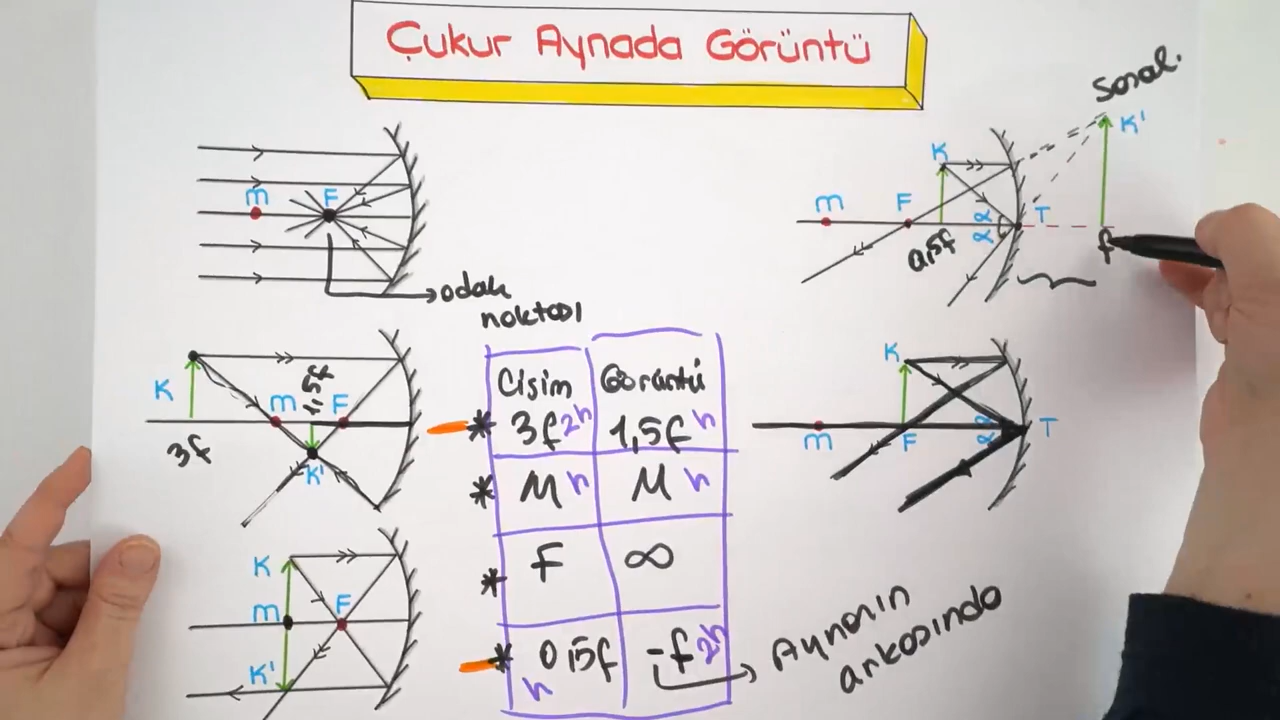 Çukur Aynada Görüntü
M F
odak
noktası
K M F 1,5f
3f K'
K
M F
K'
Sanal.
K K'
M F α T
α
0,5f f
K
M F α T
α
Cisim Görüntü
* 3f 2h 1,5f h
* M h M h
* F ∞
* 0,5f h -f 2h
Aynanın
arkasında